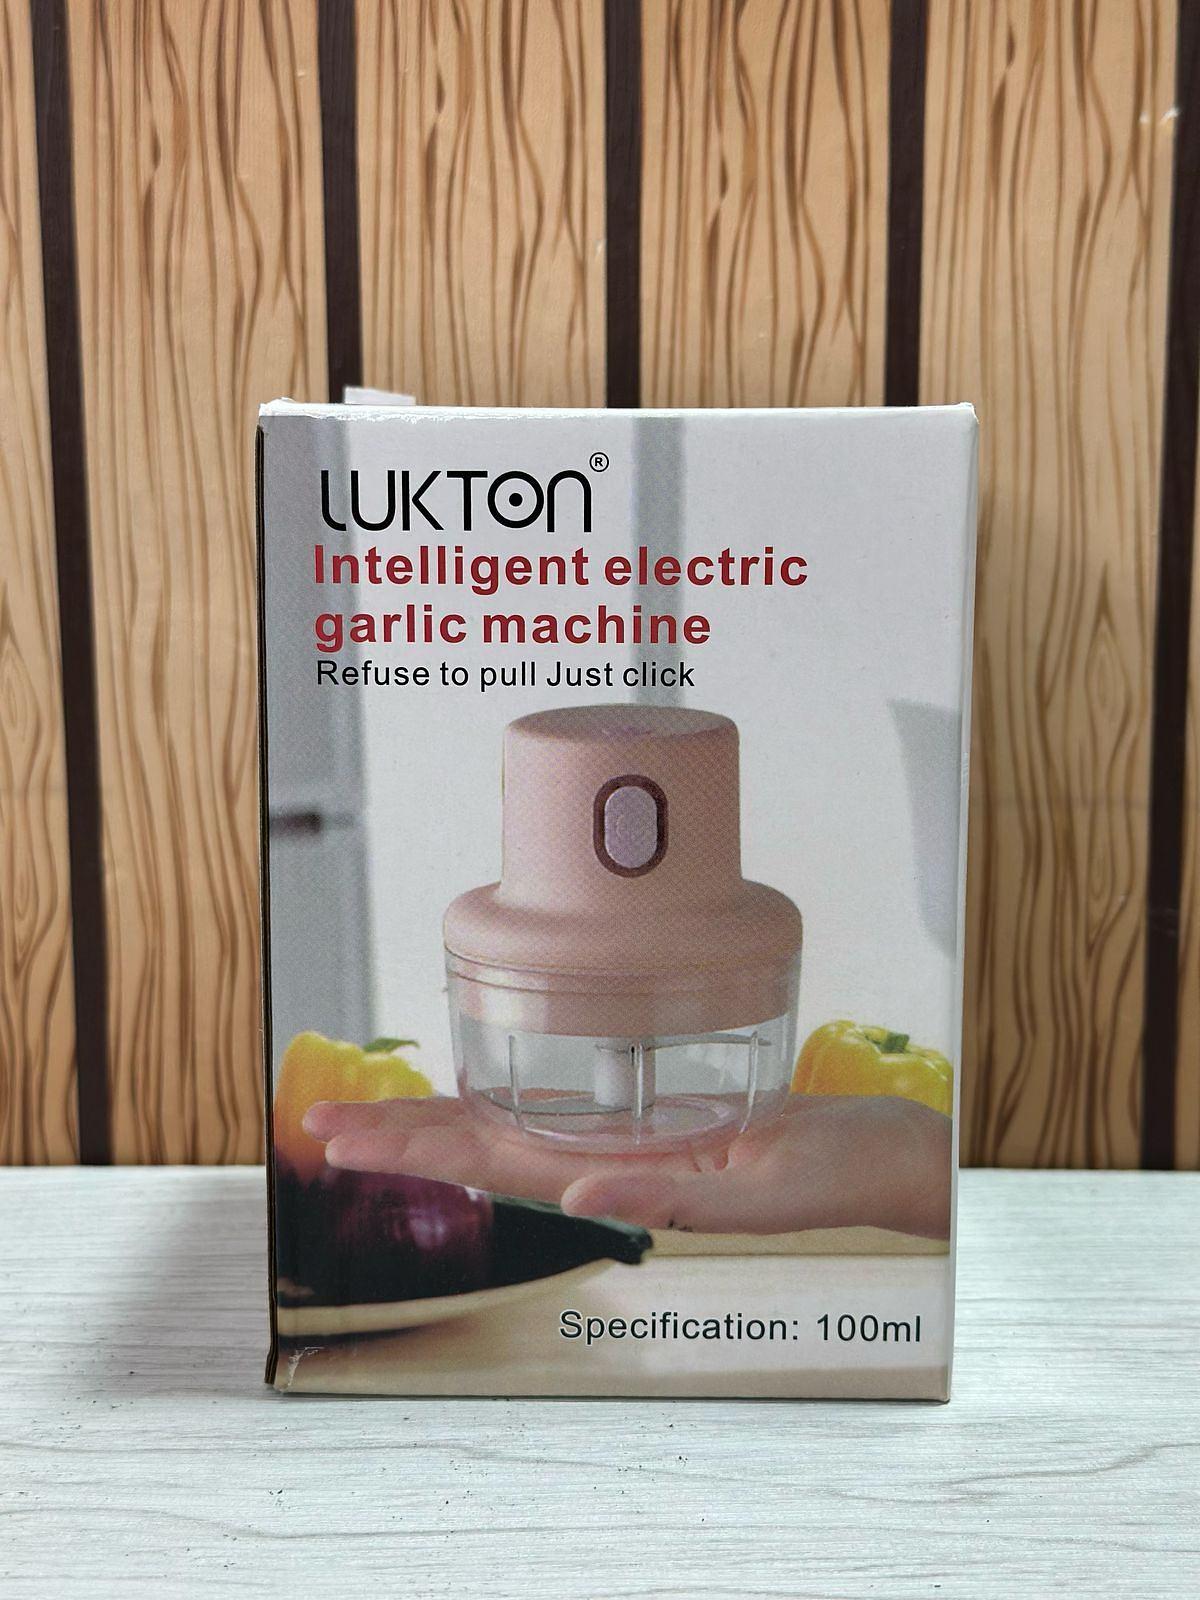 LUKTON®
Intelligent electric
garlic machine
Refuse to pull Just click
Specification: 100ml